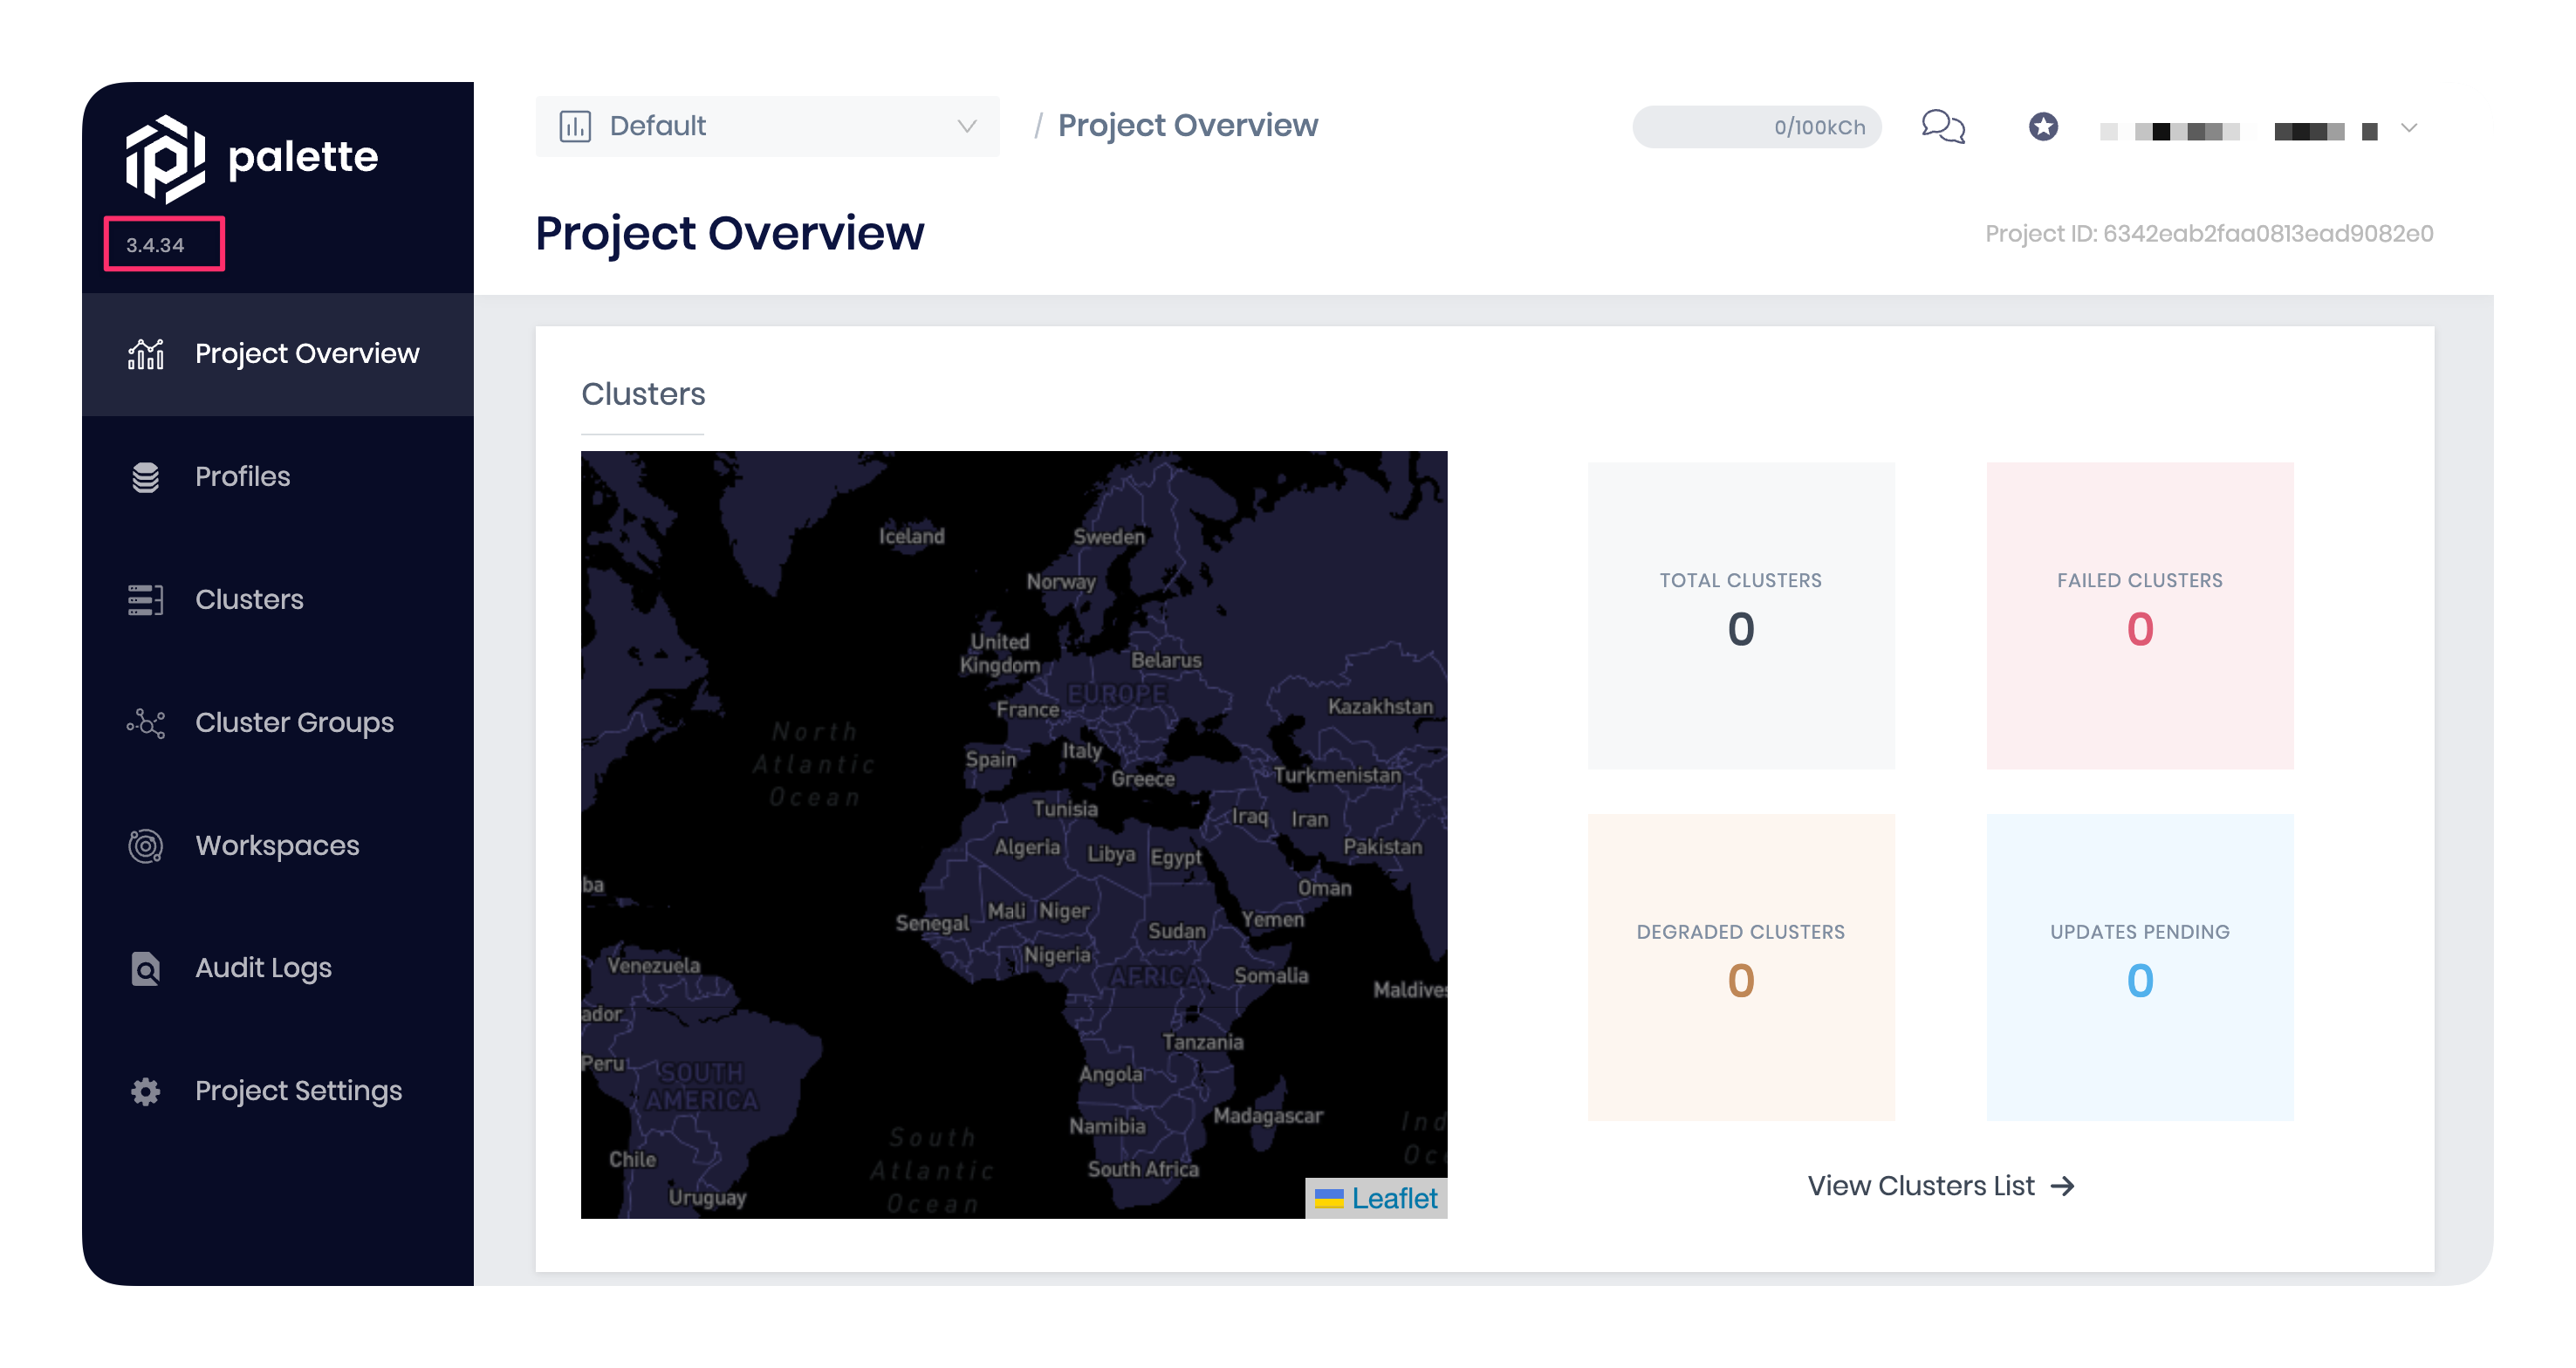 palette
3.4.34
Project Overview
Profiles
Clusters
Cluster Groups
Workspaces
Audit Logs
Project Settings
Default
/ Project Overview
0/100kCh
Project Overview
Project ID: 6342eab2faa0813ead9082e0
Clusters
Iceland
Sweden
Norway
United
Kingdom
Belarus
EUROPE
France
Kazakhstan
North
Atlantic
Ocean
Spain
Italy
Greece
Turkmenistan
Tunisia
Iraq
Iran
Algeria
Libya
Egypt
Pakistan
ba
Oman
Senegal
Mali
Niger
Sudan
Yemen
Venezuela
Nigeria
AFRICA
Somalia
Maldives
ador
Tanzania
Peru
SOUTH
AMERICA
Angola
Namibia
Madagascar
Ind
Oc
South
Atlantic
Ocean
Chile
South Africa
Uruguay
Leaflet
TOTAL CLUSTERS
0
FAILED CLUSTERS
0
DEGRADED CLUSTERS
0
UPDATES PENDING
0
View Clusters List →